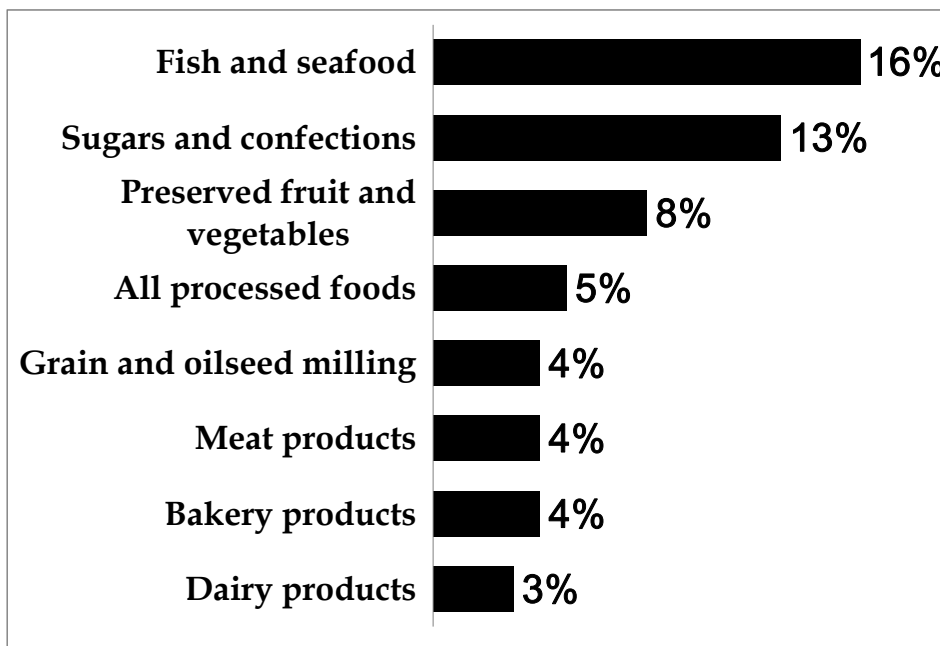 Fish and seafood 16%
Sugars and confections 13%
Preserved fruit and
vegetables 8%
All processed foods 5%
Grain and oilseed milling 4%
Meat products 4%
Bakery products 4%
Dairy products 3%